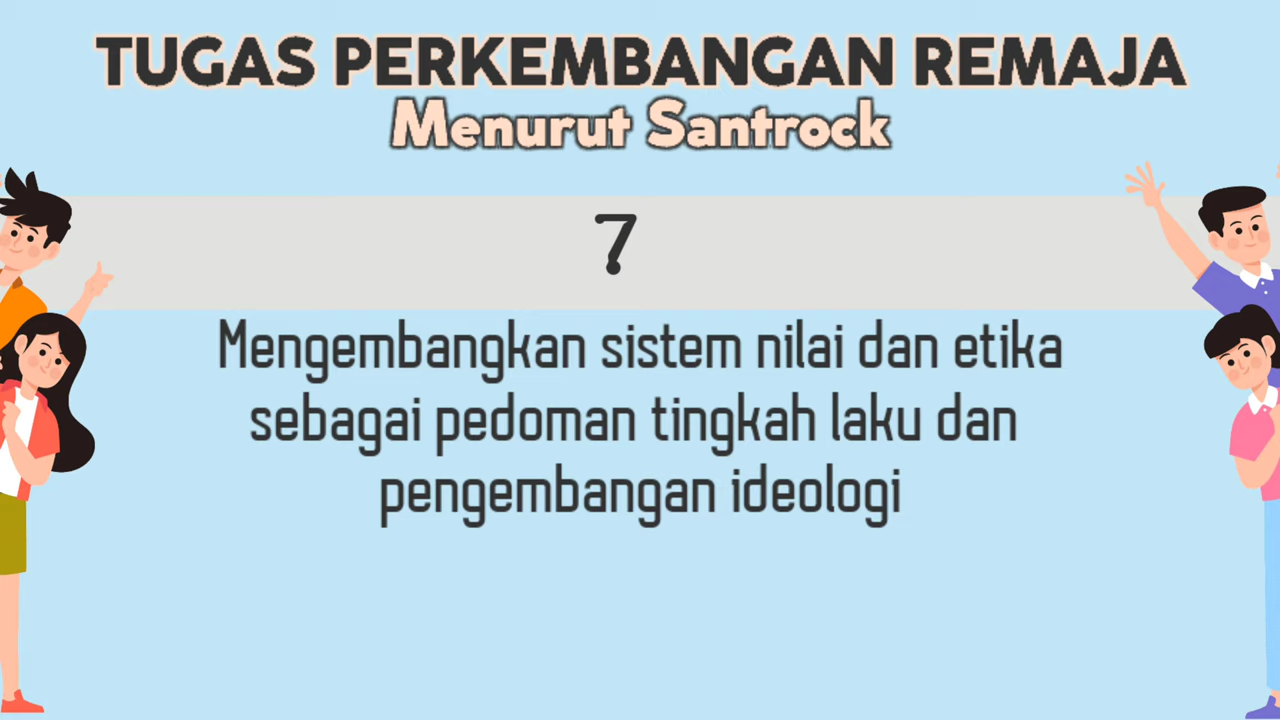 TUGAS PERKEMBANGAN REMAJA
Menurut Santrock
7
Mengembangkan sistem nilai dan etika
sebagai pedoman tingkah laku dan
pengembangan ideologi